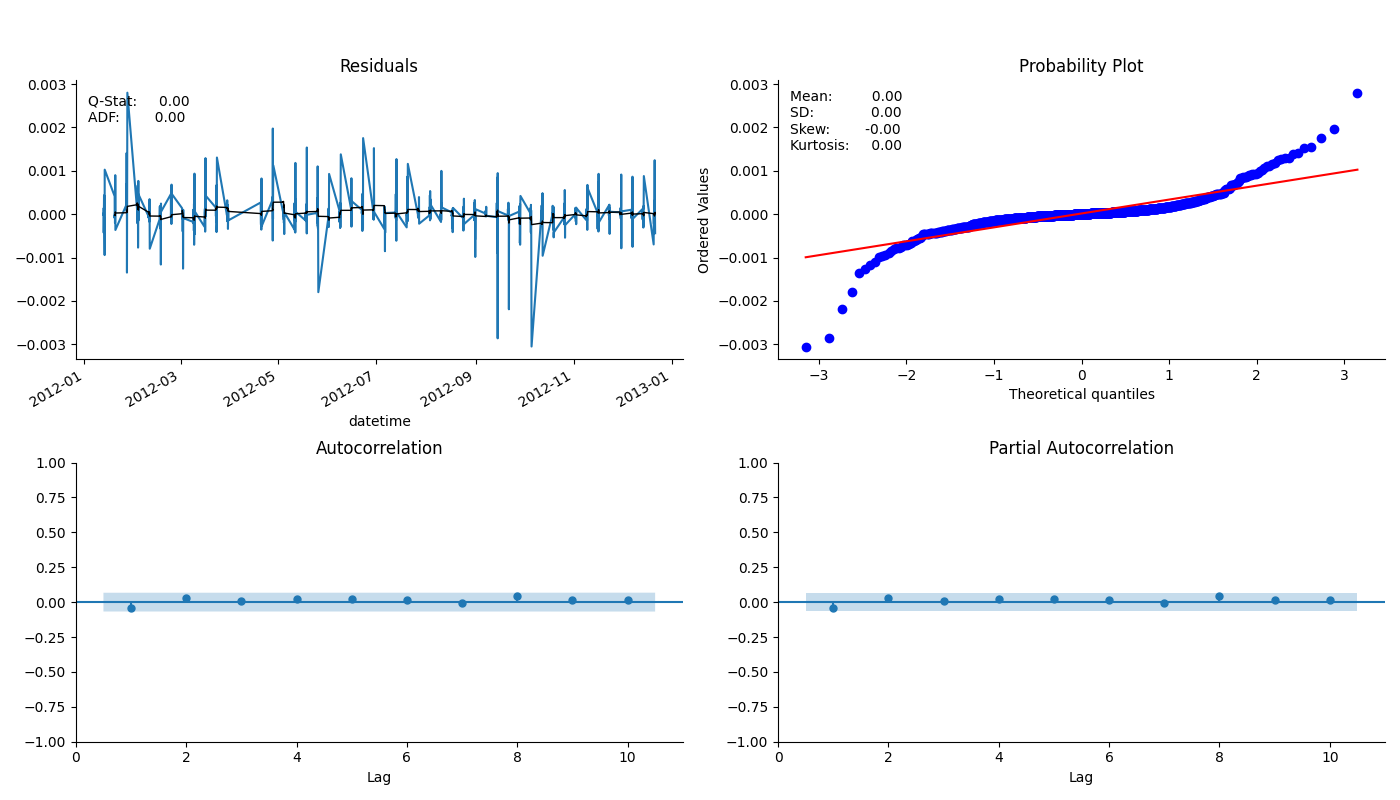 Residuals
0.003
0.002
0.001
0.000
−0.001
−0.002
−0.003
Q-Stat: 0.00
ADF: 0.00
2012-01
2012-03
2012-05
2012-07
2012-09
2012-11
2013-01
datetime
Probability Plot
Ordered Values
0.003
0.002
0.001
0.000
−0.001
−0.002
−0.003
Mean: 0.00
SD: 0.00
Skew: -0.00
Kurtosis: 0.00
−3 −2 −1 0 1 2 3
Theoretical quantiles
Autocorrelation
1.00
0.75
0.50
0.25
0.00
−0.25
−0.50
−0.75
−1.00
0 2 4 6 8 10
Lag
Partial Autocorrelation
1.00
0.75
0.50
0.25
0.00
−0.25
−0.50
−0.75
−1.00
0 2 4 6 8 10
Lag